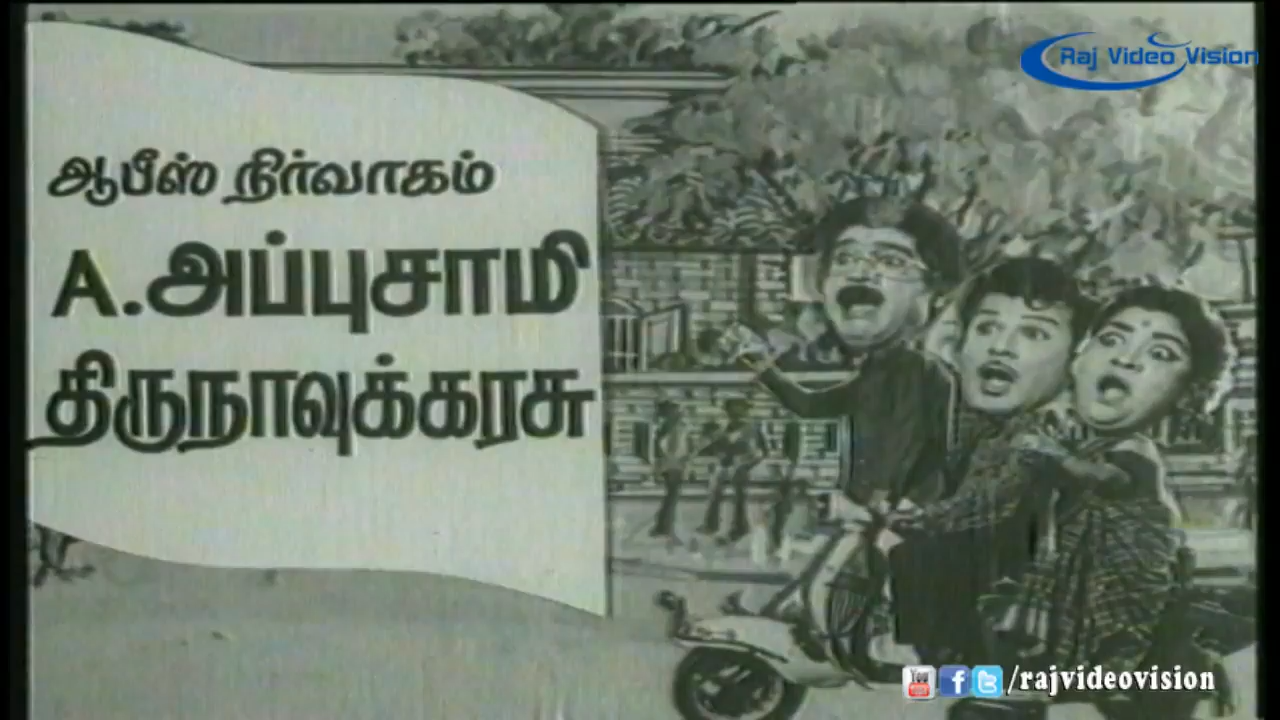 Raj Video Vision
ஆபீஸ் நிர்வாகம்
A.அப்புசாமி
திருநாவுக்கரசு
/rajvideovision